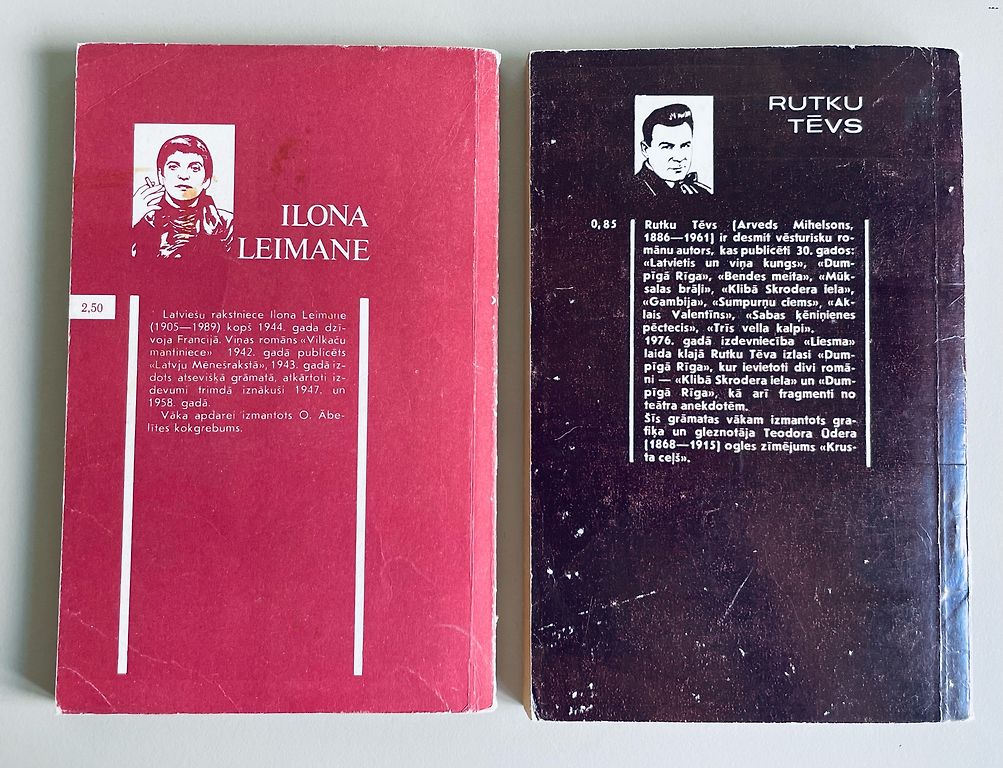 ILONA
LEIMANE
2,50
Latviešu rakstniece Ilona Leimane
(1905—1989) kopš 1944. gada dzī-
voja Francijā. Viņas romāns «Vilkaču
mantiniece» 1942. gadā publicēts
«Latvju Mēnešrakstā», 1943. gadā iz-
dots atsevišķā grāmatā, atkārtoti iz-
devumi trimdā iznākuši 1947. un
1958. gadā.
Vāka apdarei izmantots O. Ābe-
lītes kokgrebums.
RUTKU
TĒVS
0,85
Rutku Tēvs (Arveds Mihelsons,
1886—1961) ir desmit vēsturisku ro-
mānu autors, kas publicēti 30. gados:
«Latvietis un viņa kungs», «Dum-
pīgā Rīga», «Bendes meita», «Mūk-
salas brāļi», «Klibā Skrodera iela»,
«Gambija», «Sumpurņu ciems», «Ak-
lais Valentīns», «Sabas ķēniņienes
pēctecis», «Trīs vella kalpi».
1976. gadā izdevniecība «Liesma»
laida klajā Rutku Tēva izlasi «Dum-
pīgā Rīga», kur ievietoti divi romā-
ni — «Klibā Skrodera iela» un «Dum-
pīgā Rīga», kā arī fragmenti no
teātra anekdotēm.
Šīs grāmatas vākam izmantots gra-
fiķa un gleznotāja Teodora Ūdera
(1868—1915) ogles zīmējums «Krus-
ta ceļš».